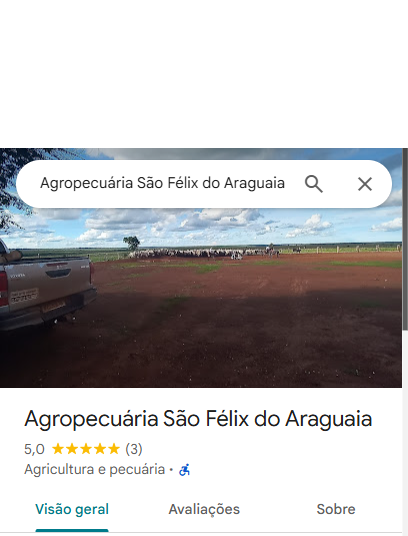 Agropecuária São Félix do Araguaia
Agropecuária São Félix do Araguaia
5,0 ★★★★★ (3)
Agricultura e pecuária ·
Visão geral
Avaliações
Sobre